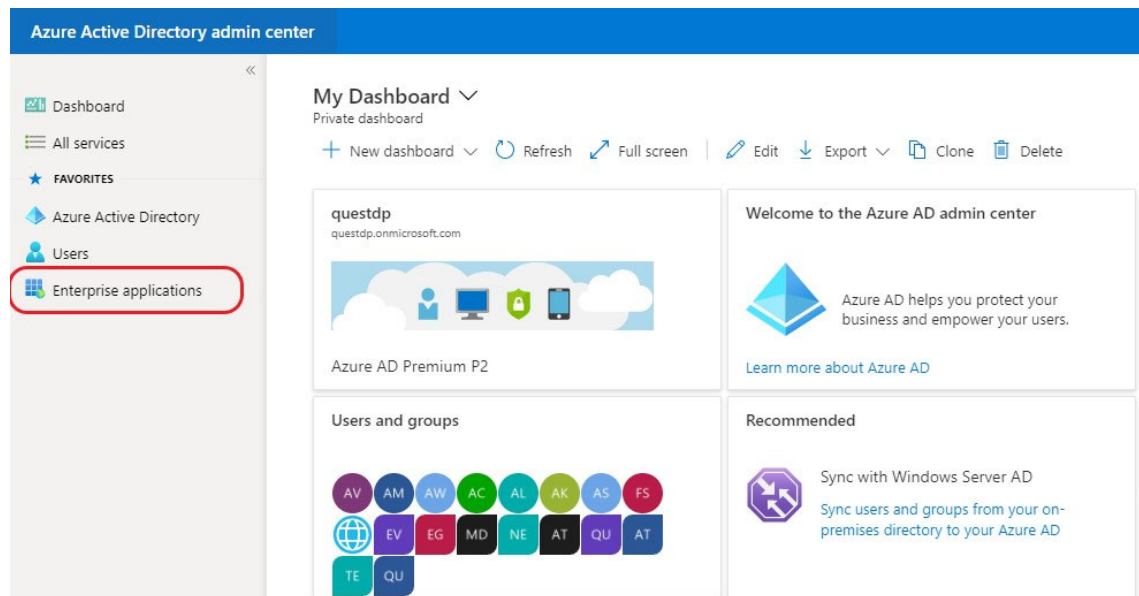 Azure Active Directory admin center
«
Dashboard
All services
FAVORITES
Azure Active Directory
Users
Enterprise applications
My Dashboard
Private dashboard
New dashboard Refresh Full screen Edit Export Clone Delete
questdp
questdp.onmicrosoft.com
Azure AD Premium P2
Welcome to the Azure AD admin center
Azure AD helps you protect your
business and empower your users.
Learn more about Azure AD
Users and groups
AV AM AW AC AL AK AS FS
EV EG MD NE AT QU AT
TE QU
Recommended
Sync with Windows Server AD
Sync users and groups from your on-
premises directory to your Azure AD